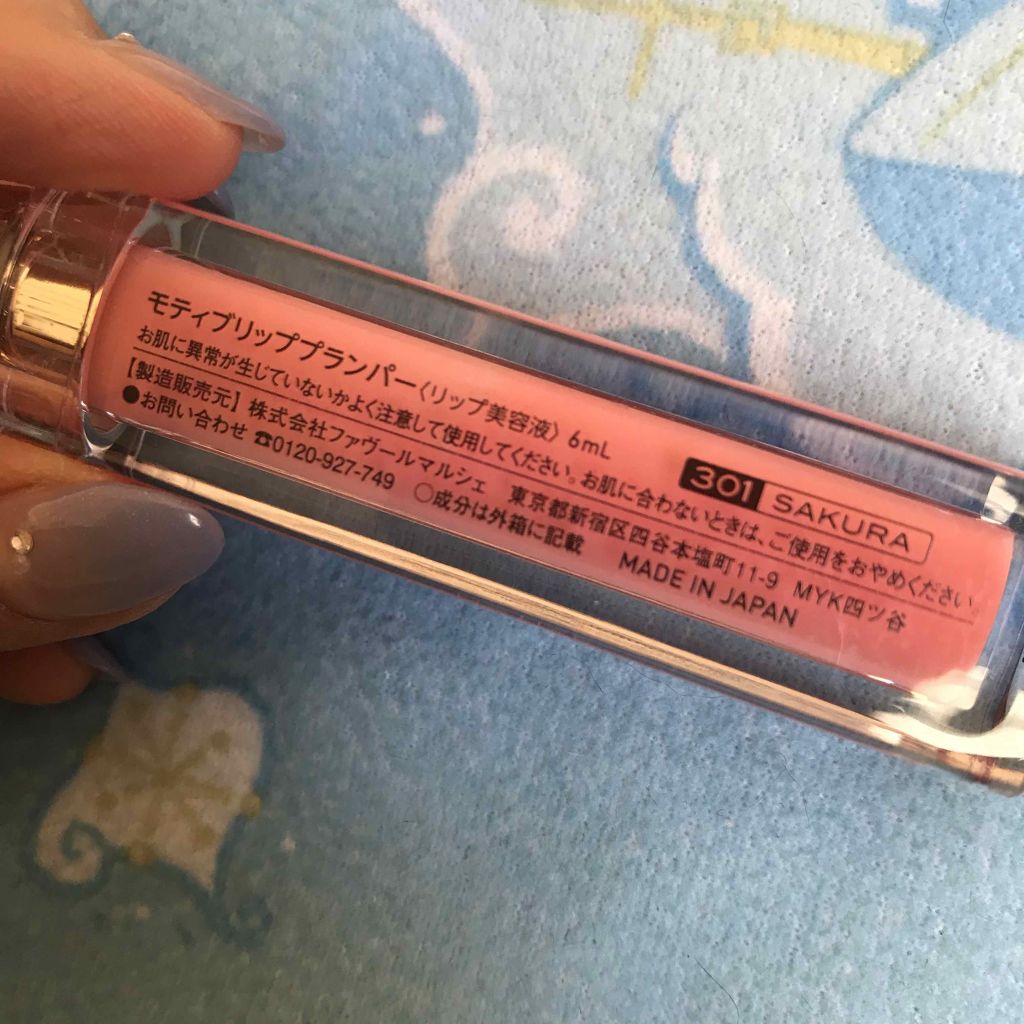 モティブリッププランパー〈リップ美容液〉 6mL
301 SAKURA
お肌に異常が生じていないかよく注意して使用してください。お肌に合わないときは、ご使用をおやめください。
【製造販売元】 株式会社ファヴールマルシェ 東京都新宿区四谷本塩町11-9 MYK四ツ谷
●お問い合わせ ☎0120-927-749 ○成分は外箱に記載 MADE IN JAPAN